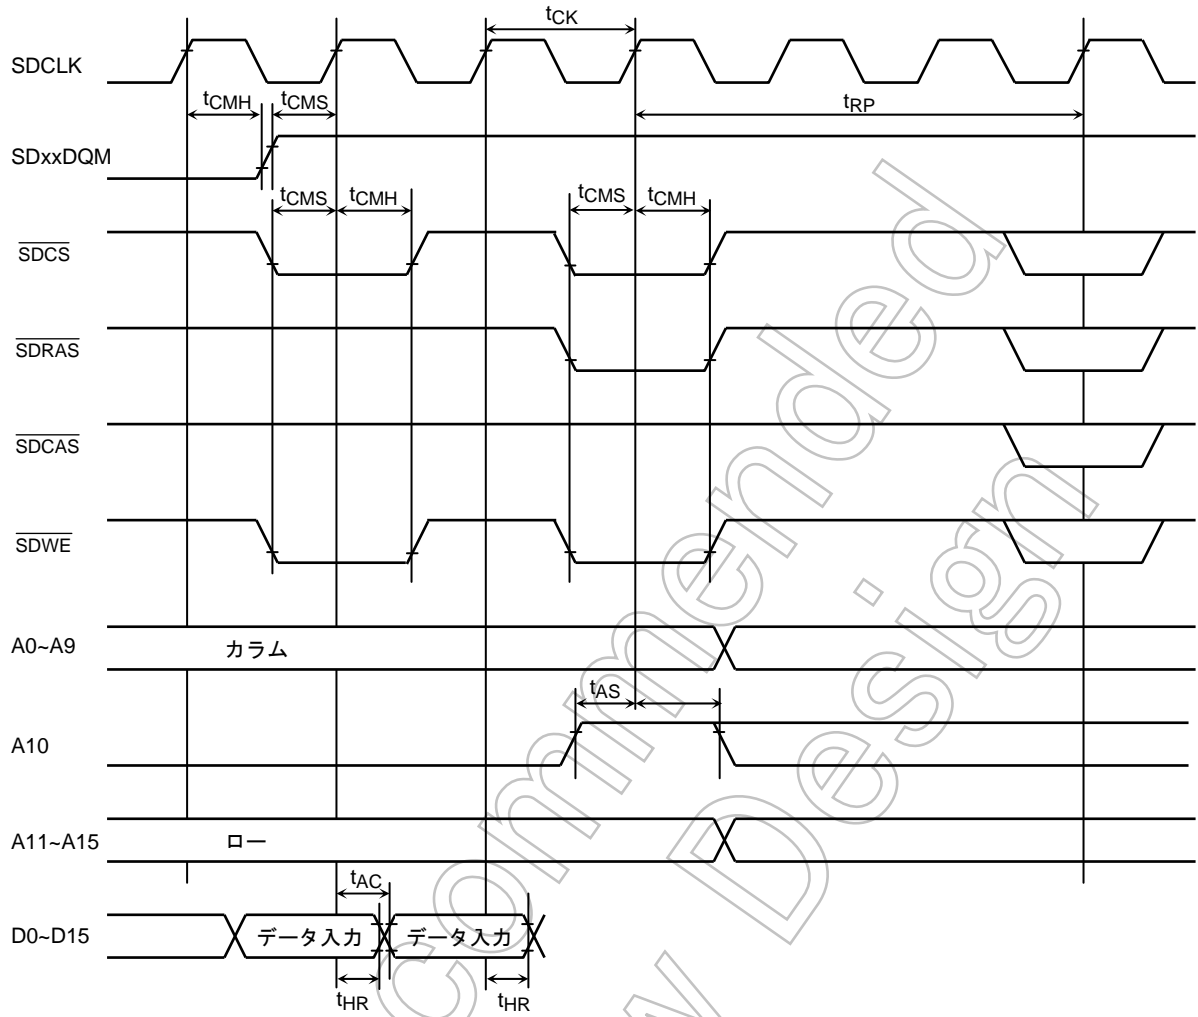 tCK
SDCLK
tCMH tCMS tRP
SDxxDQM
tCMS tCMH tCMS tCMH
SDCS
SDRAS
SDCAS
SDWE
A0~A9 カラム
tAS
A10
A11~A15 ロー
tAC
D0~D15 データ入力 データ入力
tHR tHR
commended
w Design